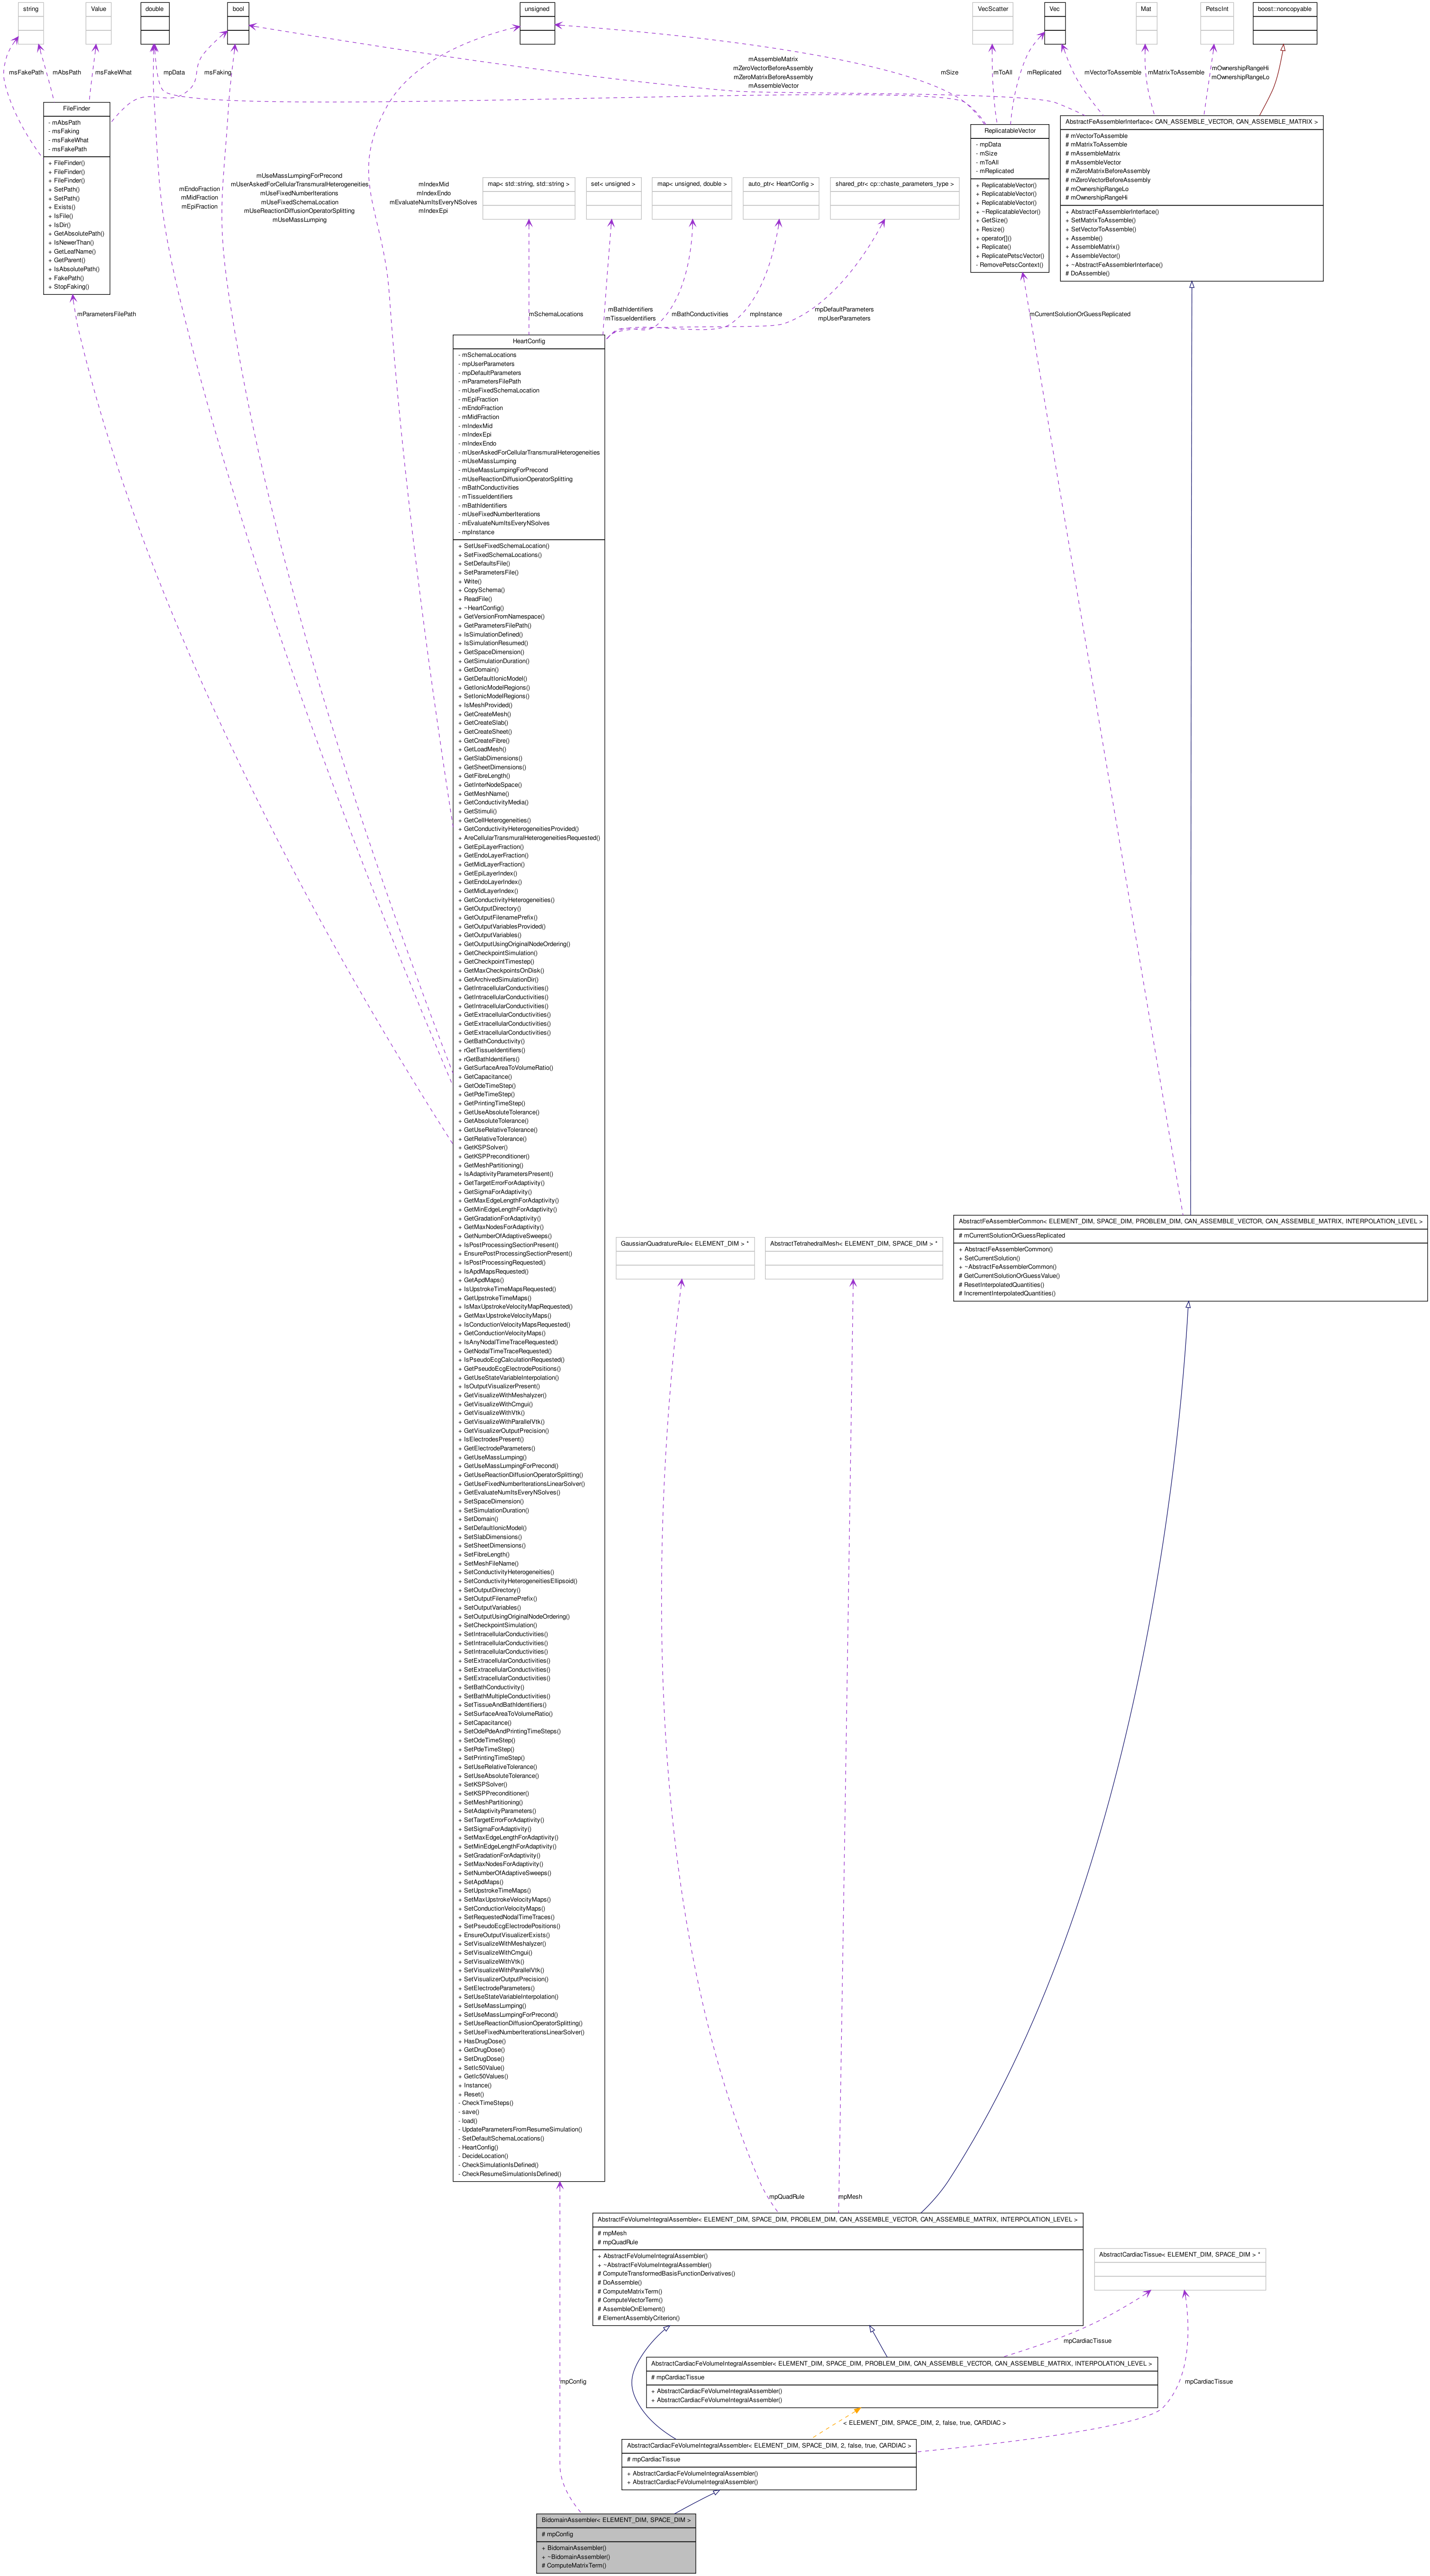 string
Value
double
bool
unsigned
VecScatter
Vec
Mat
PetscInt
boost::noncopyable
msFakePath
mAbsPath
msFakeWhat
mpData
msFaking
mAssembleMatrix
mZeroVectorBeforeAssembly
mZeroMatrixBeforeAssembly
mAssembleVector
mSize
mToAll
mReplicated
mVectorToAssemble
mMatrixToAssemble
mOwnershipRangeHi
mOwnershipRangeLo
FileFinder
- mAbsPath
- msFaking
- msFakeWhat
- msFakePath
+ FileFinder()
+ FileFinder()
+ FileFinder()
+ SetPath()
+ SetPath()
+ Exists()
+ IsFile()
+ IsDir()
+ GetAbsolutePath()
+ IsNewerThan()
+ GetLeafName()
+ GetParent()
+ IsAbsolutePath()
+ FakePath()
+ StopFaking()
ReplicatableVector
- mpData
- mSize
- mToAll
- mReplicated
+ ReplicatableVector()
+ ReplicatableVector()
+ ReplicatableVector()
+ ~ReplicatableVector()
+ GetSize()
+ Resize()
+ operator[]()
+ Replicate()
+ ReplicatePetscVector()
- RemovePetscContext()
AbstractFeAssemblerInterface< CAN_ASSEMBLE_VECTOR, CAN_ASSEMBLE_MATRIX >
# mVectorToAssemble
# mMatrixToAssemble
# mAssembleMatrix
# mAssembleVector
# mZeroMatrixBeforeAssembly
# mZeroVectorBeforeAssembly
# mOwnershipRangeLo
# mOwnershipRangeHi
+ AbstractFeAssemblerInterface()
+ SetMatrixToAssemble()
+ SetVectorToAssemble()
+ Assemble()
+ AssembleMatrix()
+ AssembleVector()
+ ~AbstractFeAssemblerInterface()
# DoAssemble()
mEndoFraction
mMidFraction
mEpiFraction
mUseMassLumpingForPrecond
mUserAskedForCellularTransmuralHeterogeneities
mUseFixedNumberIterations
mUseFixedSchemaLocation
mUseReactionDiffusionOperatorSplitting
mUseMassLumping
mIndexMid
mIndexEndo
mEvaluateNumItsEveryNSolves
mIndexEpi
map< std::string, std::string >
set< unsigned >
map< unsigned, double >
auto_ptr< HeartConfig >
shared_ptr< cp::chaste_parameters_type >
mParametersFilePath
mSchemaLocations
mBathIdentifiers
mTissueIdentifiers
mBathConductivities
mpInstance
mpDefaultParameters
mpUserParameters
mCurrentSolutionOrGuessReplicated
HeartConfig
- mSchemaLocations
- mpUserParameters
- mpDefaultParameters
- mParametersFilePath
- mUseFixedSchemaLocation
- mEpiFraction
- mEndoFraction
- mMidFraction
- mIndexMid
- mIndexEpi
- mIndexEndo
- mUserAskedForCellularTransmuralHeterogeneities
- mUseMassLumping
- mUseMassLumpingForPrecond
- mUseReactionDiffusionOperatorSplitting
- mBathConductivities
- mTissueIdentifiers
- mBathIdentifiers
- mUseFixedNumberIterations
- mEvaluateNumItsEveryNSolves
- mpInstance
+ SetUseFixedSchemaLocation()
+ SetFixedSchemaLocations()
+ SetDefaultsFile()
+ SetParametersFile()
+ Write()
+ CopySchema()
+ ReadFile()
+ ~HeartConfig()
+ GetVersionFromNamespace()
+ GetParametersFilePath()
+ IsSimulationDefined()
+ IsSimulationResumed()
+ GetSpaceDimension()
+ GetSimulationDuration()
+ GetDomain()
+ GetDefaultIonicModel()
+ GetIonicModelRegions()
+ SetIonicModelRegions()
+ IsMeshProvided()
+ GetCreateMesh()
+ GetCreateSlab()
+ GetCreateSheet()
+ GetCreateFibre()
+ GetLoadMesh()
+ GetSlabDimensions()
+ GetSheetDimensions()
+ GetFibreLength()
+ GetInterNodeSpace()
+ GetMeshName()
+ GetConductivityMedia()
+ GetStimuli()
+ GetCellHeterogeneities()
+ GetConductivityHeterogeneitiesProvided()
+ AreCellularTransmuralHeterogeneitiesRequested()
+ GetEpiLayerFraction()
+ GetEndoLayerFraction()
+ GetMidLayerFraction()
+ GetEpiLayerIndex()
+ GetEndoLayerIndex()
+ GetMidLayerIndex()
+ GetConductivityHeterogeneities()
+ GetOutputDirectory()
+ GetOutputFilenamePrefix()
+ GetOutputVariablesProvided()
+ GetOutputVariables()
+ GetOutputUsingOriginalNodeOrdering()
+ GetCheckpointSimulation()
+ GetCheckpointTimestep()
+ GetMaxCheckpointsOnDisk()
+ GetArchivedSimulationDir()
+ GetIntracellularConductivities()
+ GetIntracellularConductivities()
+ GetIntracellularConductivities()
+ GetExtracellularConductivities()
+ GetExtracellularConductivities()
+ GetExtracellularConductivities()
+ GetBathConductivity()
+ rGetTissueIdentifiers()
+ rGetBathIdentifiers()
+ GetSurfaceAreaToVolumeRatio()
+ GetCapacitance()
+ GetOdeTimeStep()
+ GetPdeTimeStep()
+ GetPrintingTimeStep()
+ GetUseAbsoluteTolerance()
+ GetAbsoluteTolerance()
+ GetUseRelativeTolerance()
+ GetRelativeTolerance()
+ GetKSPSolver()
+ GetKSPPreconditioner()
+ GetMeshPartitioning()
+ IsAdaptivityParametersPresent()
+ GetTargetErrorForAdaptivity()
+ GetSigmaForAdaptivity()
+ GetMaxEdgeLengthForAdaptivity()
+ GetMinEdgeLengthForAdaptivity()
+ GetGradationForAdaptivity()
+ GetMaxNodesForAdaptivity()
+ GetNumberOfAdaptiveSweeps()
+ IsPostProcessingSectionPresent()
+ EnsurePostProcessingSectionPresent()
+ IsPostProcessingRequested()
+ IsApdMapsRequested()
+ GetApdMaps()
+ IsUpstrokeTimeMapsRequested()
+ GetUpstrokeTimeMaps()
+ IsMaxUpstrokeVelocityMapRequested()
+ GetMaxUpstrokeVelocityMaps()
+ IsConductionVelocityMapsRequested()
+ GetConductionVelocityMaps()
+ IsAnyNodalTimeTraceRequested()
+ GetNodalTimeTraceRequested()
+ IsPseudoEcgCalculationRequested()
+ GetPseudoEcgElectrodePositions()
+ GetUseStateVariableInterpolation()
+ IsOutputVisualizerPresent()
+ GetVisualizeWithMeshalyzer()
+ GetVisualizeWithCmgui()
+ GetVisualizeWithVtk()
+ GetVisualizeWithParallelVtk()
+ GetVisualizerOutputPrecision()
+ IsElectrodesPresent()
+ GetElectrodeParameters()
+ GetUseMassLumping()
+ GetUseMassLumpingForPrecond()
+ GetUseReactionDiffusionOperatorSplitting()
+ GetUseFixedNumberIterationsLinearSolver()
+ GetEvaluateNumItsEveryNSolves()
+ SetSpaceDimension()
+ SetSimulationDuration()
+ SetDomain()
+ SetDefaultIonicModel()
+ SetSlabDimensions()
+ SetSheetDimensions()
+ SetFibreLength()
+ SetMeshFileName()
+ SetConductivityHeterogeneities()
+ SetConductivityHeterogeneitiesEllipsoid()
+ SetOutputDirectory()
+ SetOutputFilenamePrefix()
+ SetOutputVariables()
+ SetOutputUsingOriginalNodeOrdering()
+ SetCheckpointSimulation()
+ SetIntracellularConductivities()
+ SetIntracellularConductivities()
+ SetIntracellularConductivities()
+ SetExtracellularConductivities()
+ SetExtracellularConductivities()
+ SetExtracellularConductivities()
+ SetBathConductivity()
+ SetBathMultipleConductivities()
+ SetTissueAndBathIdentifiers()
+ SetSurfaceAreaToVolumeRatio()
+ SetCapacitance()
+ SetOdePdeAndPrintingTimeSteps()
+ SetOdeTimeStep()
+ SetPdeTimeStep()
+ SetPrintingTimeStep()
+ SetUseRelativeTolerance()
+ SetUseAbsoluteTolerance()
+ SetKSPSolver()
+ SetKSPPreconditioner()
+ SetMeshPartitioning()
+ SetAdaptivityParameters()
+ SetTargetErrorForAdaptivity()
+ SetSigmaForAdaptivity()
+ SetMaxEdgeLengthForAdaptivity()
+ SetMinEdgeLengthForAdaptivity()
+ SetGradationForAdaptivity()
+ SetMaxNodesForAdaptivity()
+ SetNumberOfAdaptiveSweeps()
+ SetApdMaps()
+ SetUpstrokeTimeMaps()
+ SetMaxUpstrokeVelocityMaps()
+ SetConductionVelocityMaps()
+ SetRequestedNodalTimeTraces()
+ SetPseudoEcgElectrodePositions()
+ EnsureOutputVisualizerExists()
+ SetVisualizeWithMeshalyzer()
+ SetVisualizeWithCmgui()
+ SetVisualizeWithVtk()
+ SetVisualizeWithParallelVtk()
+ SetVisualizerOutputPrecision()
+ SetElectrodeParameters()
+ SetUseStateVariableInterpolation()
+ SetUseMassLumping()
+ SetUseMassLumpingForPrecond()
+ SetUseReactionDiffusionOperatorSplitting()
+ SetUseFixedNumberIterationsLinearSolver()
+ HasDrugDose()
+ GetDrugDose()
+ SetDrugDose()
+ SetIc50Value()
+ GetIc50Values()
+ Instance()
+ Reset()
- CheckTimeSteps()
- save()
- load()
- UpdateParametersFromResumeSimulation()
- SetDefaultSchemaLocations()
- HeartConfig()
- DecideLocation()
- CheckSimulationIsDefined()
- CheckResumeSimulationIsDefined()
AbstractFeAssemblerCommon< ELEMENT_DIM, SPACE_DIM, PROBLEM_DIM, CAN_ASSEMBLE_VECTOR, CAN_ASSEMBLE_MATRIX, INTERPOLATION_LEVEL >
# mCurrentSolutionOrGuessReplicated
+ AbstractFeAssemblerCommon()
+ SetCurrentSolution()
+ ~AbstractFeAssemblerCommon()
# GetCurrentSolutionOrGuessValue()
# ResetInterpolatedQuantities()
# IncrementInterpolatedQuantities()
GaussianQuadratureRule< ELEMENT_DIM > *
AbstractTetrahedralMesh< ELEMENT_DIM, SPACE_DIM > *
mpQuadRule
mpMesh
AbstractFeVolumeIntegralAssembler< ELEMENT_DIM, SPACE_DIM, PROBLEM_DIM, CAN_ASSEMBLE_VECTOR, CAN_ASSEMBLE_MATRIX, INTERPOLATION_LEVEL >
# mpMesh
# mpQuadRule
+ AbstractFeVolumeIntegralAssembler()
+ ~AbstractFeVolumeIntegralAssembler()
# ComputeTransformedBasisFunctionDerivatives()
# DoAssemble()
# ComputeMatrixTerm()
# ComputeVectorTerm()
# AssembleOnElement()
# ElementAssemblyCriterion()
AbstractCardiacTissue< ELEMENT_DIM, SPACE_DIM > *
mpCardiacTissue
AbstractCardiacFeVolumeIntegralAssembler< ELEMENT_DIM, SPACE_DIM, PROBLEM_DIM, CAN_ASSEMBLE_VECTOR, CAN_ASSEMBLE_MATRIX, INTERPOLATION_LEVEL >
# mpCardiacTissue
+ AbstractCardiacFeVolumeIntegralAssembler()
+ AbstractCardiacFeVolumeIntegralAssembler()
mpConfig
mpCardiacTissue
< ELEMENT_DIM, SPACE_DIM, 2, false, true, CARDIAC >
AbstractCardiacFeVolumeIntegralAssembler< ELEMENT_DIM, SPACE_DIM, 2, false, true, CARDIAC >
# mpCardiacTissue
+ AbstractCardiacFeVolumeIntegralAssembler()
+ AbstractCardiacFeVolumeIntegralAssembler()
BidomainAssembler< ELEMENT_DIM, SPACE_DIM >
# mpConfig
+ BidomainAssembler()
+ ~BidomainAssembler()
# ComputeMatrixTerm()